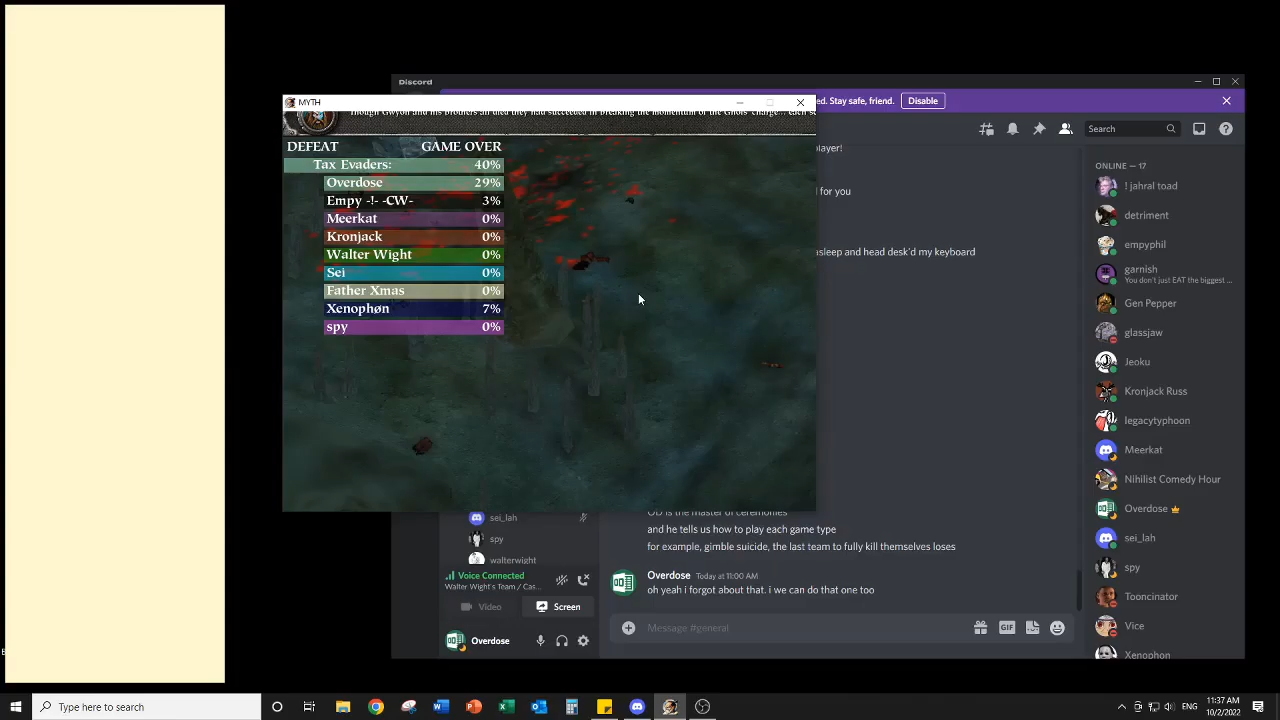 Discord
MYTH
ed. Stay safe, friend. Disable
Though Gwyon and his brothers all died they had succeeded in breaking the momentum of the Ghols' charge... each s
DEFEAT GAME OVER
Tax Evaders: 40%
Overdose 29%
Empy -!- -CW- 3%
Meerkat 0%
Kronjack 0%
Walter Wight 0%
Sei 0%
Father Xmas 0%
Xenophøn 7%
spy 0%
Search
player!
for you
asleep and head desk'd my keyboard
OD is the master of ceremonies
and he tells us how to play each game type
for example, gimble suicide, the last team to fully kill themselves loses
Overdose Today at 11:00 AM
oh yeah i forgot about that. i we can do that one too
Message #general
GIF
sei_lah
spy
walterwight
Voice Connected
Walter Wight's Team / Cas...
Video
Screen
Overdose
ONLINE — 17
! jahral toad
detriment
empyphil
garnish
You don't just EAT the biggest ...
Gen Pepper
glassjaw
Jeoku
Kronjack Russ
legacytyphoon
Meerkat
Nihilist Comedy Hour
Overdose
sei_lah
spy
Tooncinator
Vice
Xenophon
Type here to search
11:37 AM
10/2/2022